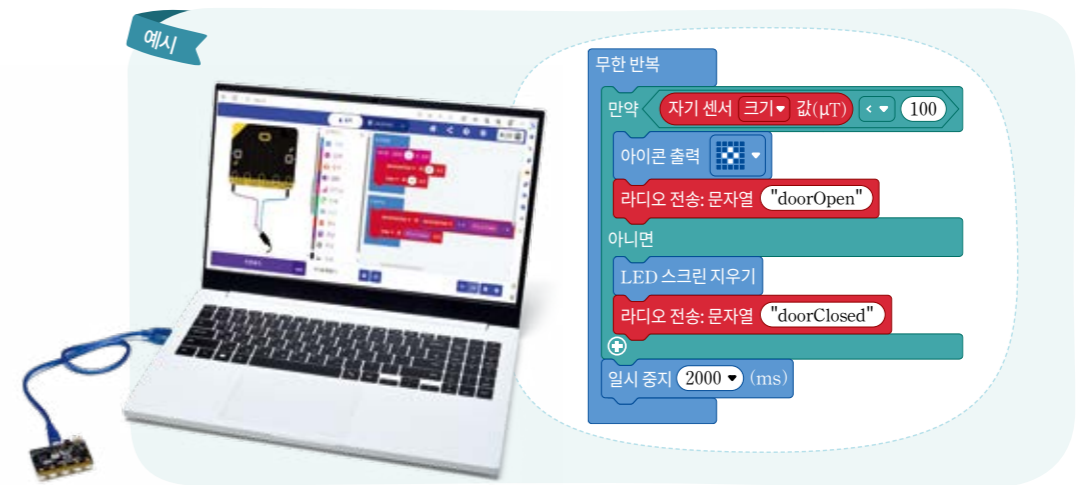 예시
무한 반복
만약 자기 센서 크기 값(µT) < 100
아이콘 출력
라디오 전송: 문자열 "doorOpen"
아니면
LED 스크린 지우기
라디오 전송: 문자열 "doorClosed"
일시 중지 2000 (ms)